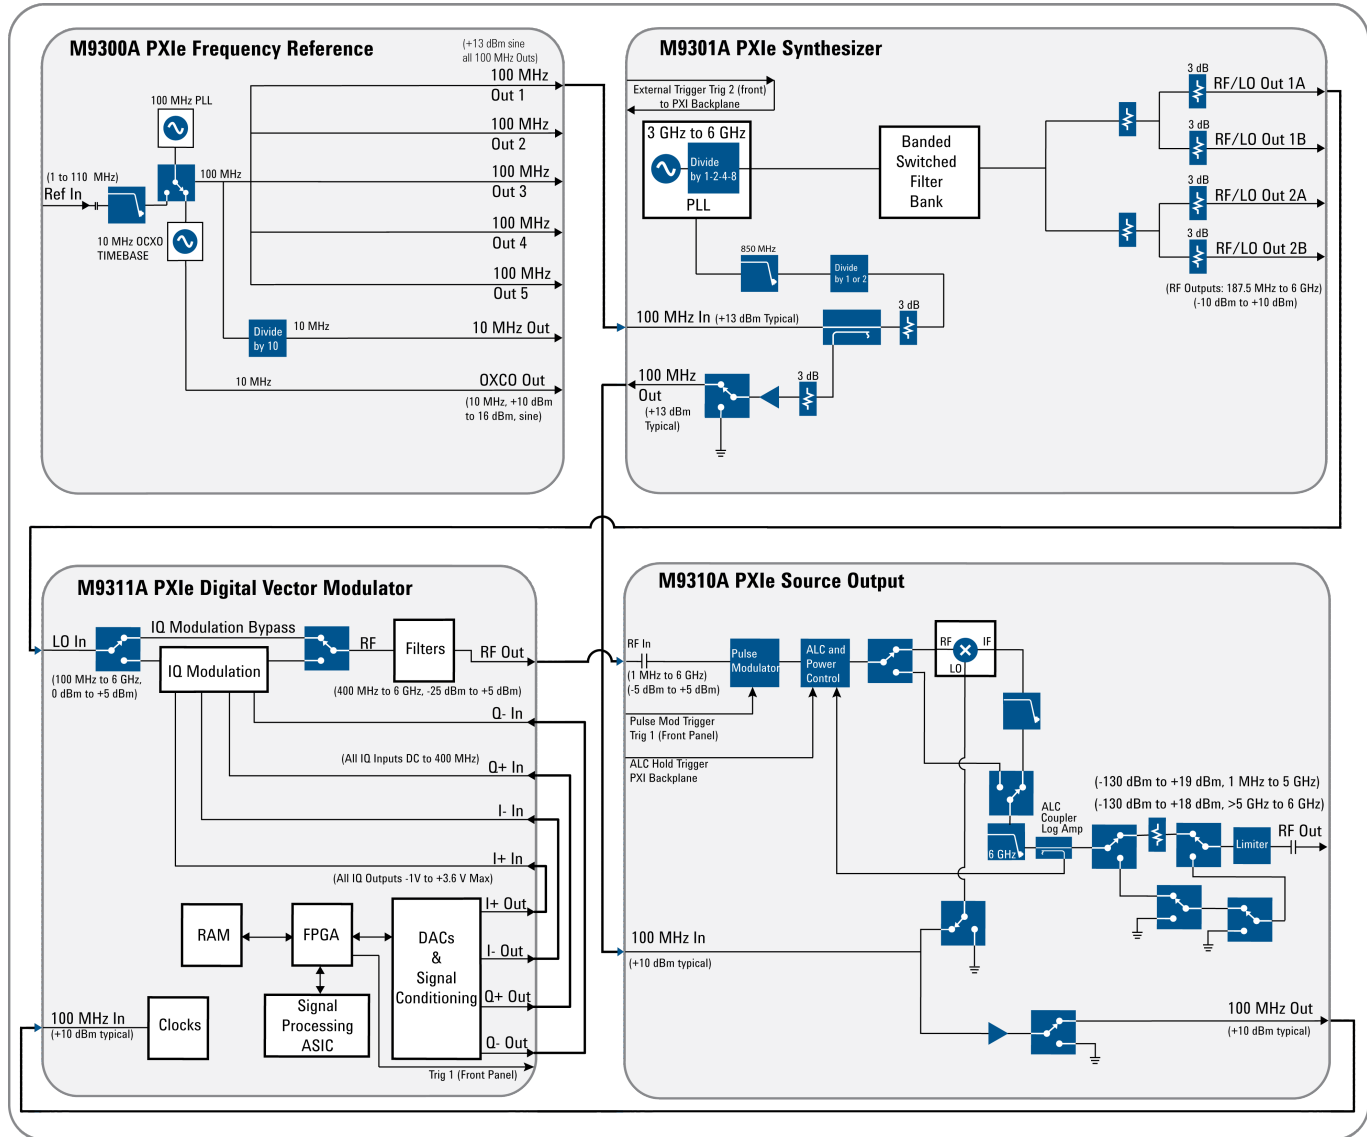 M9300A PXIe Frequency Reference
(+13 dBm sine
all 100 MHz Outs)
100 MHz
Out 1
100 MHz PLL
100 MHz
Out 2
(1 to 110 MHz)
Ref In
100 MHz
100 MHz
Out 3
100 MHz
Out 4
10 MHz OCXO
TIMEBASE
100 MHz
Out 5
Divide
by 10
10 MHz
10 MHz Out
10 MHz
OXCO Out
(10 MHz, +10 dBm
to 16 dBm, sine)
M9301A PXIe Synthesizer
External Trigger Trig 2 (front)
to PXI Backplane
3 GHz to 6 GHz
Divide
by 1-2-4-8
PLL
Banded
Switched
Filter
Bank
3 dB
RF/LO Out 1A
3 dB
RF/LO Out 1B
3 dB
RF/LO Out 2A
3 dB
RF/LO Out 2B
(RF Outputs: 187.5 MHz to 6 GHz)
(-10 dBm to +10 dBm)
850 MHz
Divide
by 1 or 2
3 dB
100 MHz In (+13 dBm Typical)
100 MHz
Out
(+13 dBm
Typical)
3 dB
M9311A PXIe Digital Vector Modulator
LO In
IQ Modulation Bypass
IQ Modulation
RF
Filters
RF Out
(100 MHz to 6 GHz,
0 dBm to +5 dBm)
(400 MHz to 6 GHz, -25 dBm to +5 dBm)
Q- In
(All IQ Inputs DC to 400 MHz)
Q+ In
I- In
I+ In
(All IQ Outputs -1V to +3.6 V Max)
RAM
FPGA
DACs
&
Signal
Conditioning
I+ Out
I- Out
Q+ Out
Q- Out
Signal
Processing
ASIC
100 MHz In
(+10 dBm typical)
Clocks
Trig 1 (Front Panel)
M9310A PXIe Source Output
RF In
(1 MHz to 6 GHz)
(-5 dBm to +5 dBm)
Pulse
Modulator
ALC and
Power
Control
RF
IF
LO
Pulse Mod Trigger
Trig 1 (Front Panel)
ALC Hold Trigger
PXI Backplane
(-130 dBm to +19 dBm, 1 MHz to 5 GHz)
(-130 dBm to +18 dBm, >5 GHz to 6 GHz)
ALC
Coupler
Log Amp
6 GHz
Limiter
RF Out
100 MHz In
(+10 dBm typical)
100 MHz Out
(+10 dBm typical)